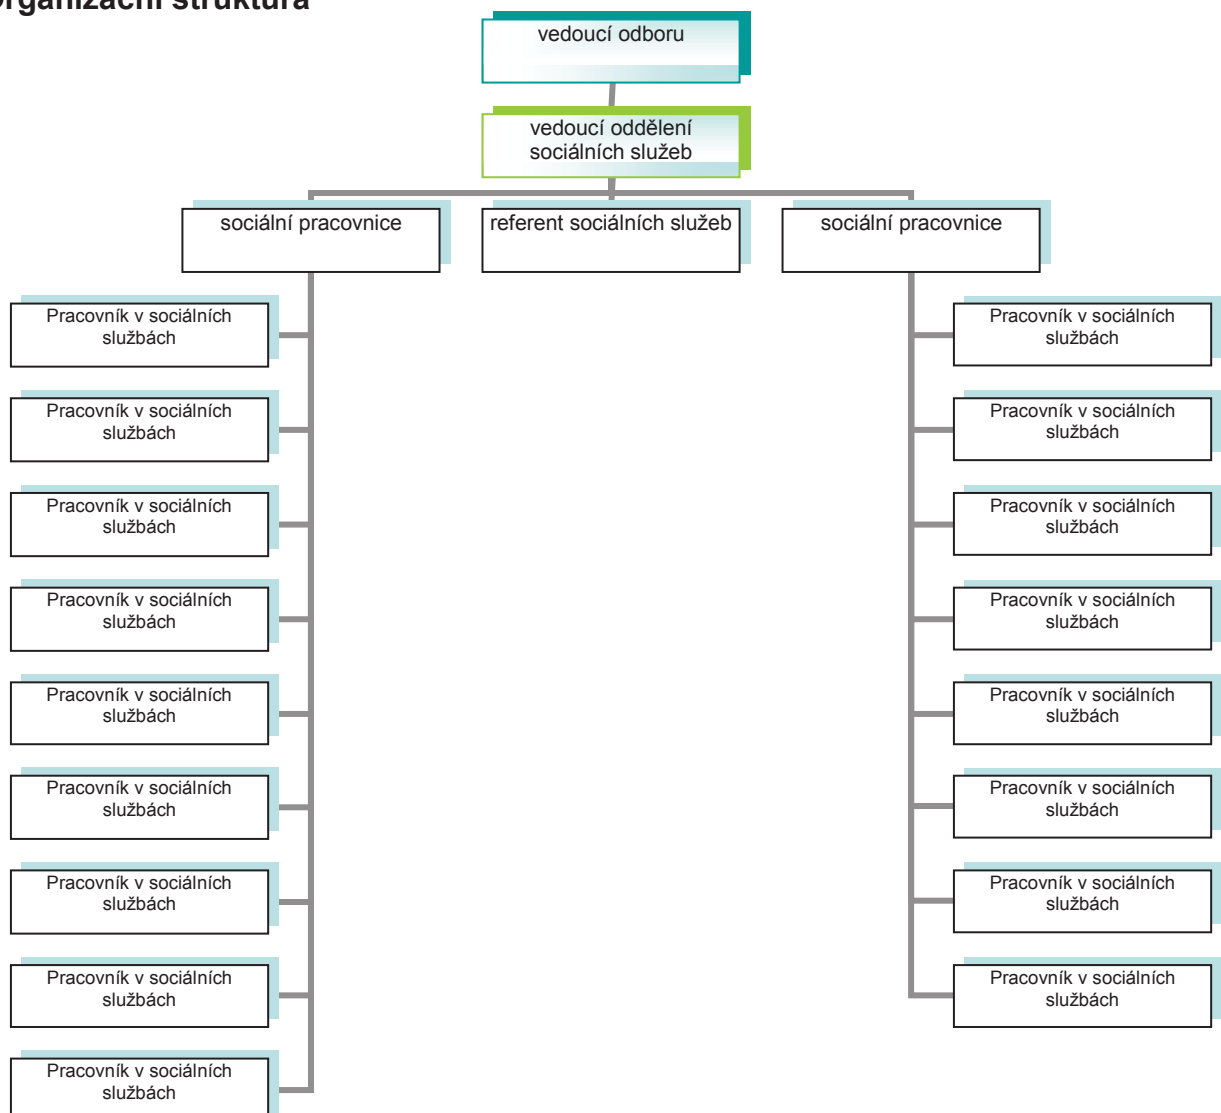 Organizační struktura
vedoucí odboru
vedoucí oddělení
sociálních služeb
sociální pracovnice
referent sociálních služeb
sociální pracovnice
Pracovník v sociálních
službách
Pracovník v sociálních
službách
Pracovník v sociálních
službách
Pracovník v sociálních
službách
Pracovník v sociálních
službách
Pracovník v sociálních
službách
Pracovník v sociálních
službách
Pracovník v sociálních
službách
Pracovník v sociálních
službách
Pracovník v sociálních
službách
Pracovník v sociálních
službách
Pracovník v sociálních
službách
Pracovník v sociálních
službách
Pracovník v sociálních
službách
Pracovník v sociálních
službách
Pracovník v sociálních
službách
Pracovník v sociálních
službách